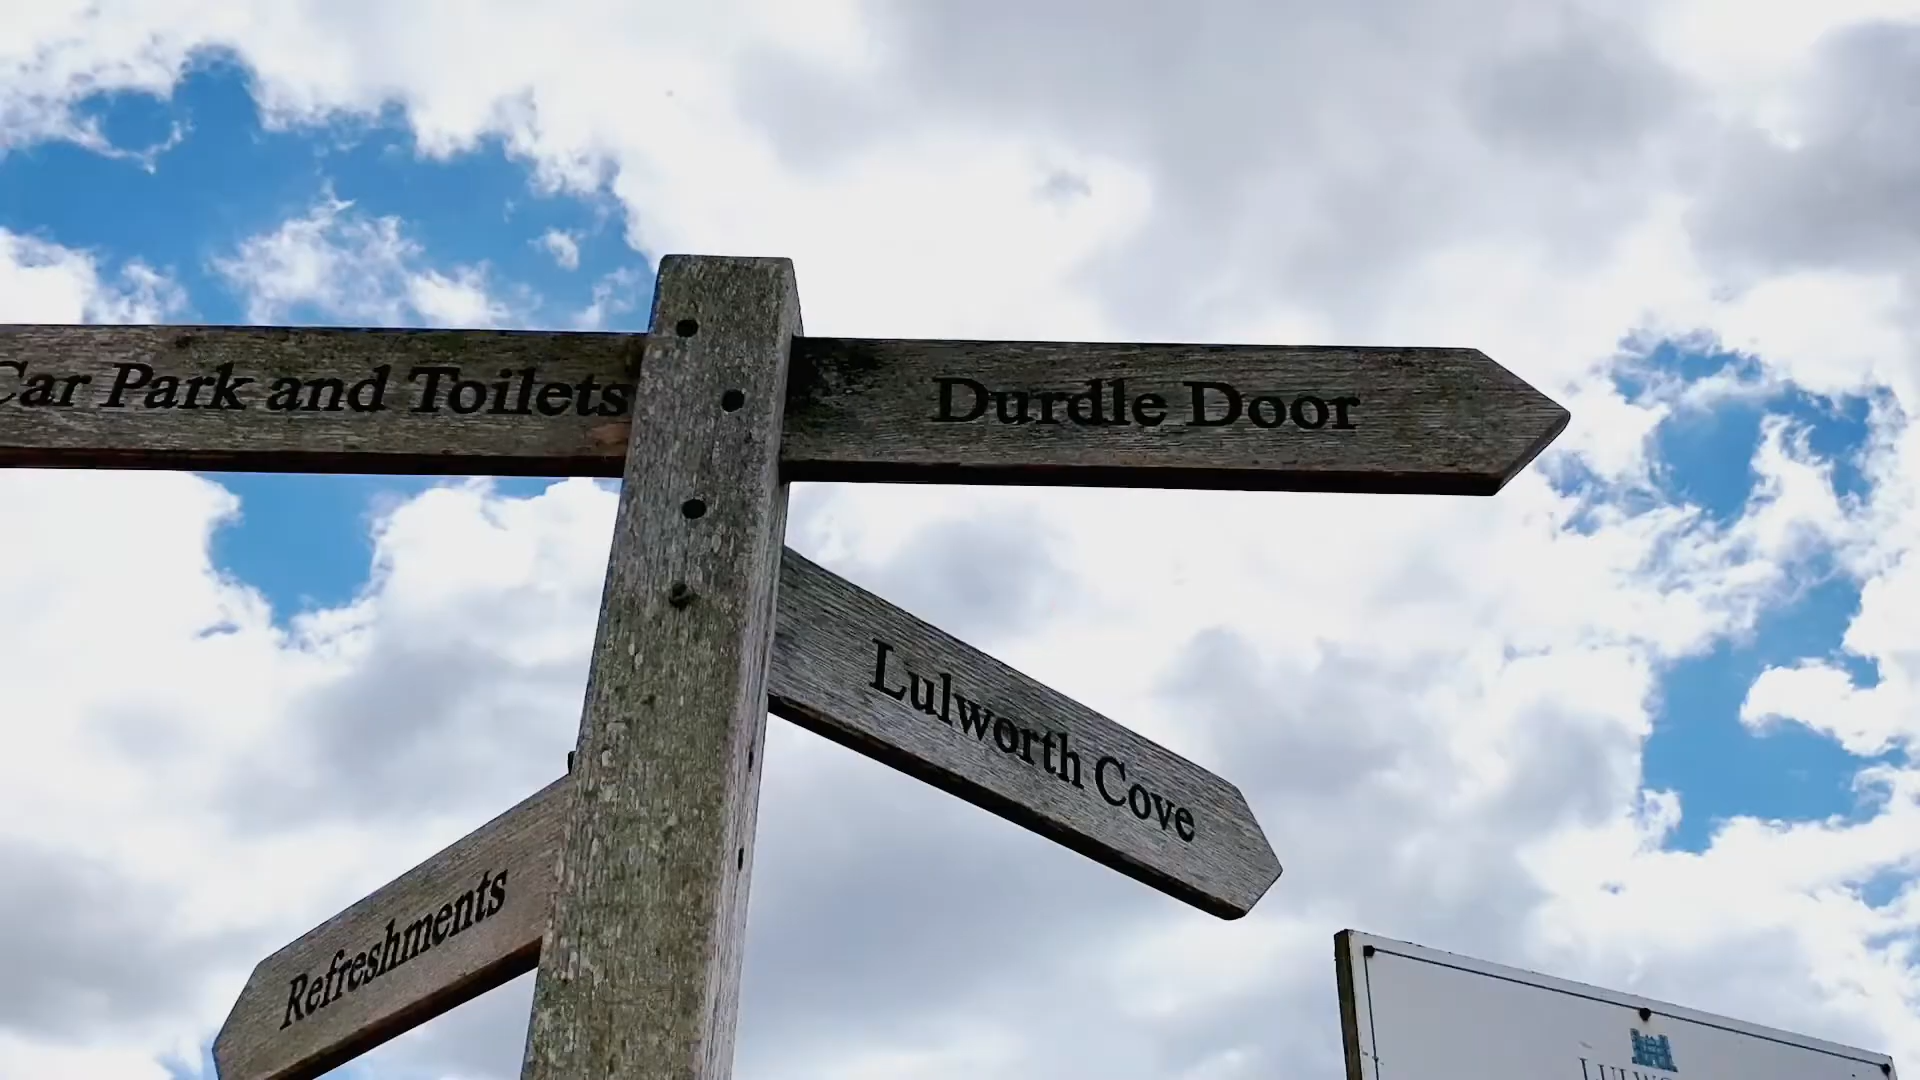 Car Park and Toilets
Durdle Door
Lulworth Cove
Refreshments